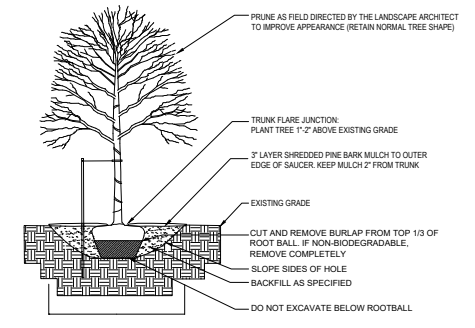 PRUNE AS FIELD DIRECTED BY THE LANDSCAPE ARCHITECT
TO IMPROVE APPEARANCE (RETAIN NORMAL TREE SHAPE)
TRUNK FLARE JUNCTION:
PLANT TREE 1"-2" ABOVE EXISTING GRADE
3" LAYER SHREDDED PINE BARK MULCH TO OUTER
EDGE OF SAUCER. KEEP MULCH 2" FROM TRUNK
EXISTING GRADE
CUT AND REMOVE BURLAP FROM TOP 1/3 OF
ROOT BALL. IF NON-BIODEGRADABLE,
REMOVE COMPLETELY
SLOPE SIDES OF HOLE
BACKFILL AS SPECIFIED
DO NOT EXCAVATE BELOW ROOTBALL